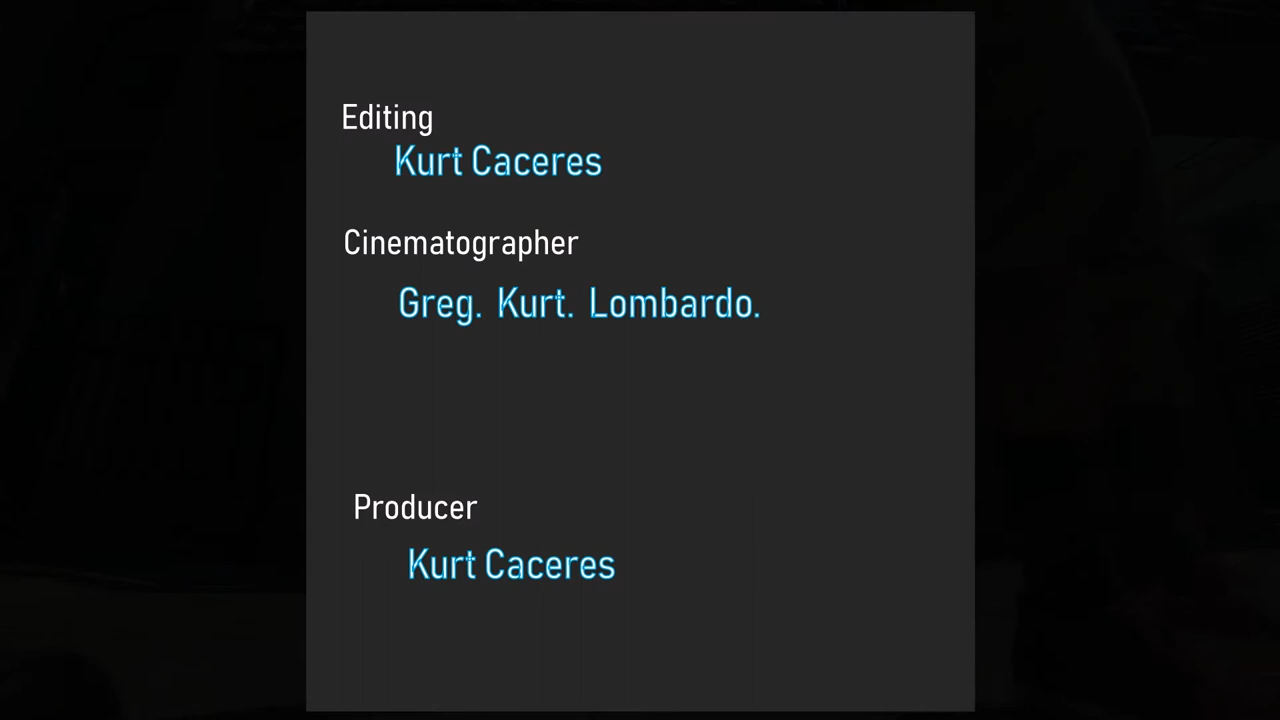 Editing
Kurt Caceres
Cinematographer
Greg. Kurt. Lombardo.
Producer
Kurt Caceres